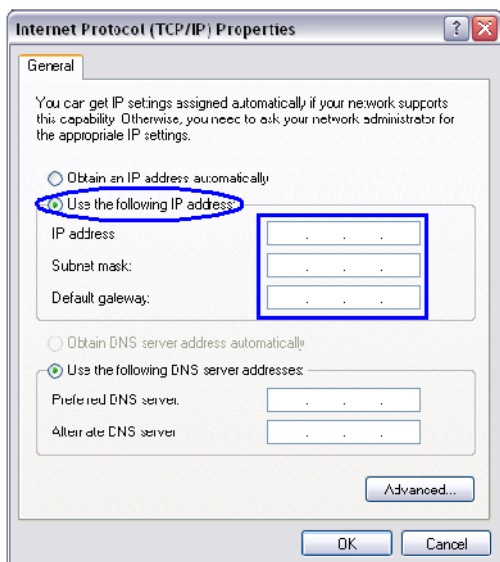 Internet Protocol (TCP/IP) Properties
General
You can get IP settings assigned automatically if your network supports
this capability. Otherwise, you need to ask your network administrator for
the appropriate IP settings.
Obtain an IP address automatically
Use the following IP address:
IP address
Subnet mask:
Default gateway:
Obtain DNS server address automatically
Use the following DNS server addresses:
Preferred DNS server:
Alternate DNS server
Advanced...
OK
Cancel